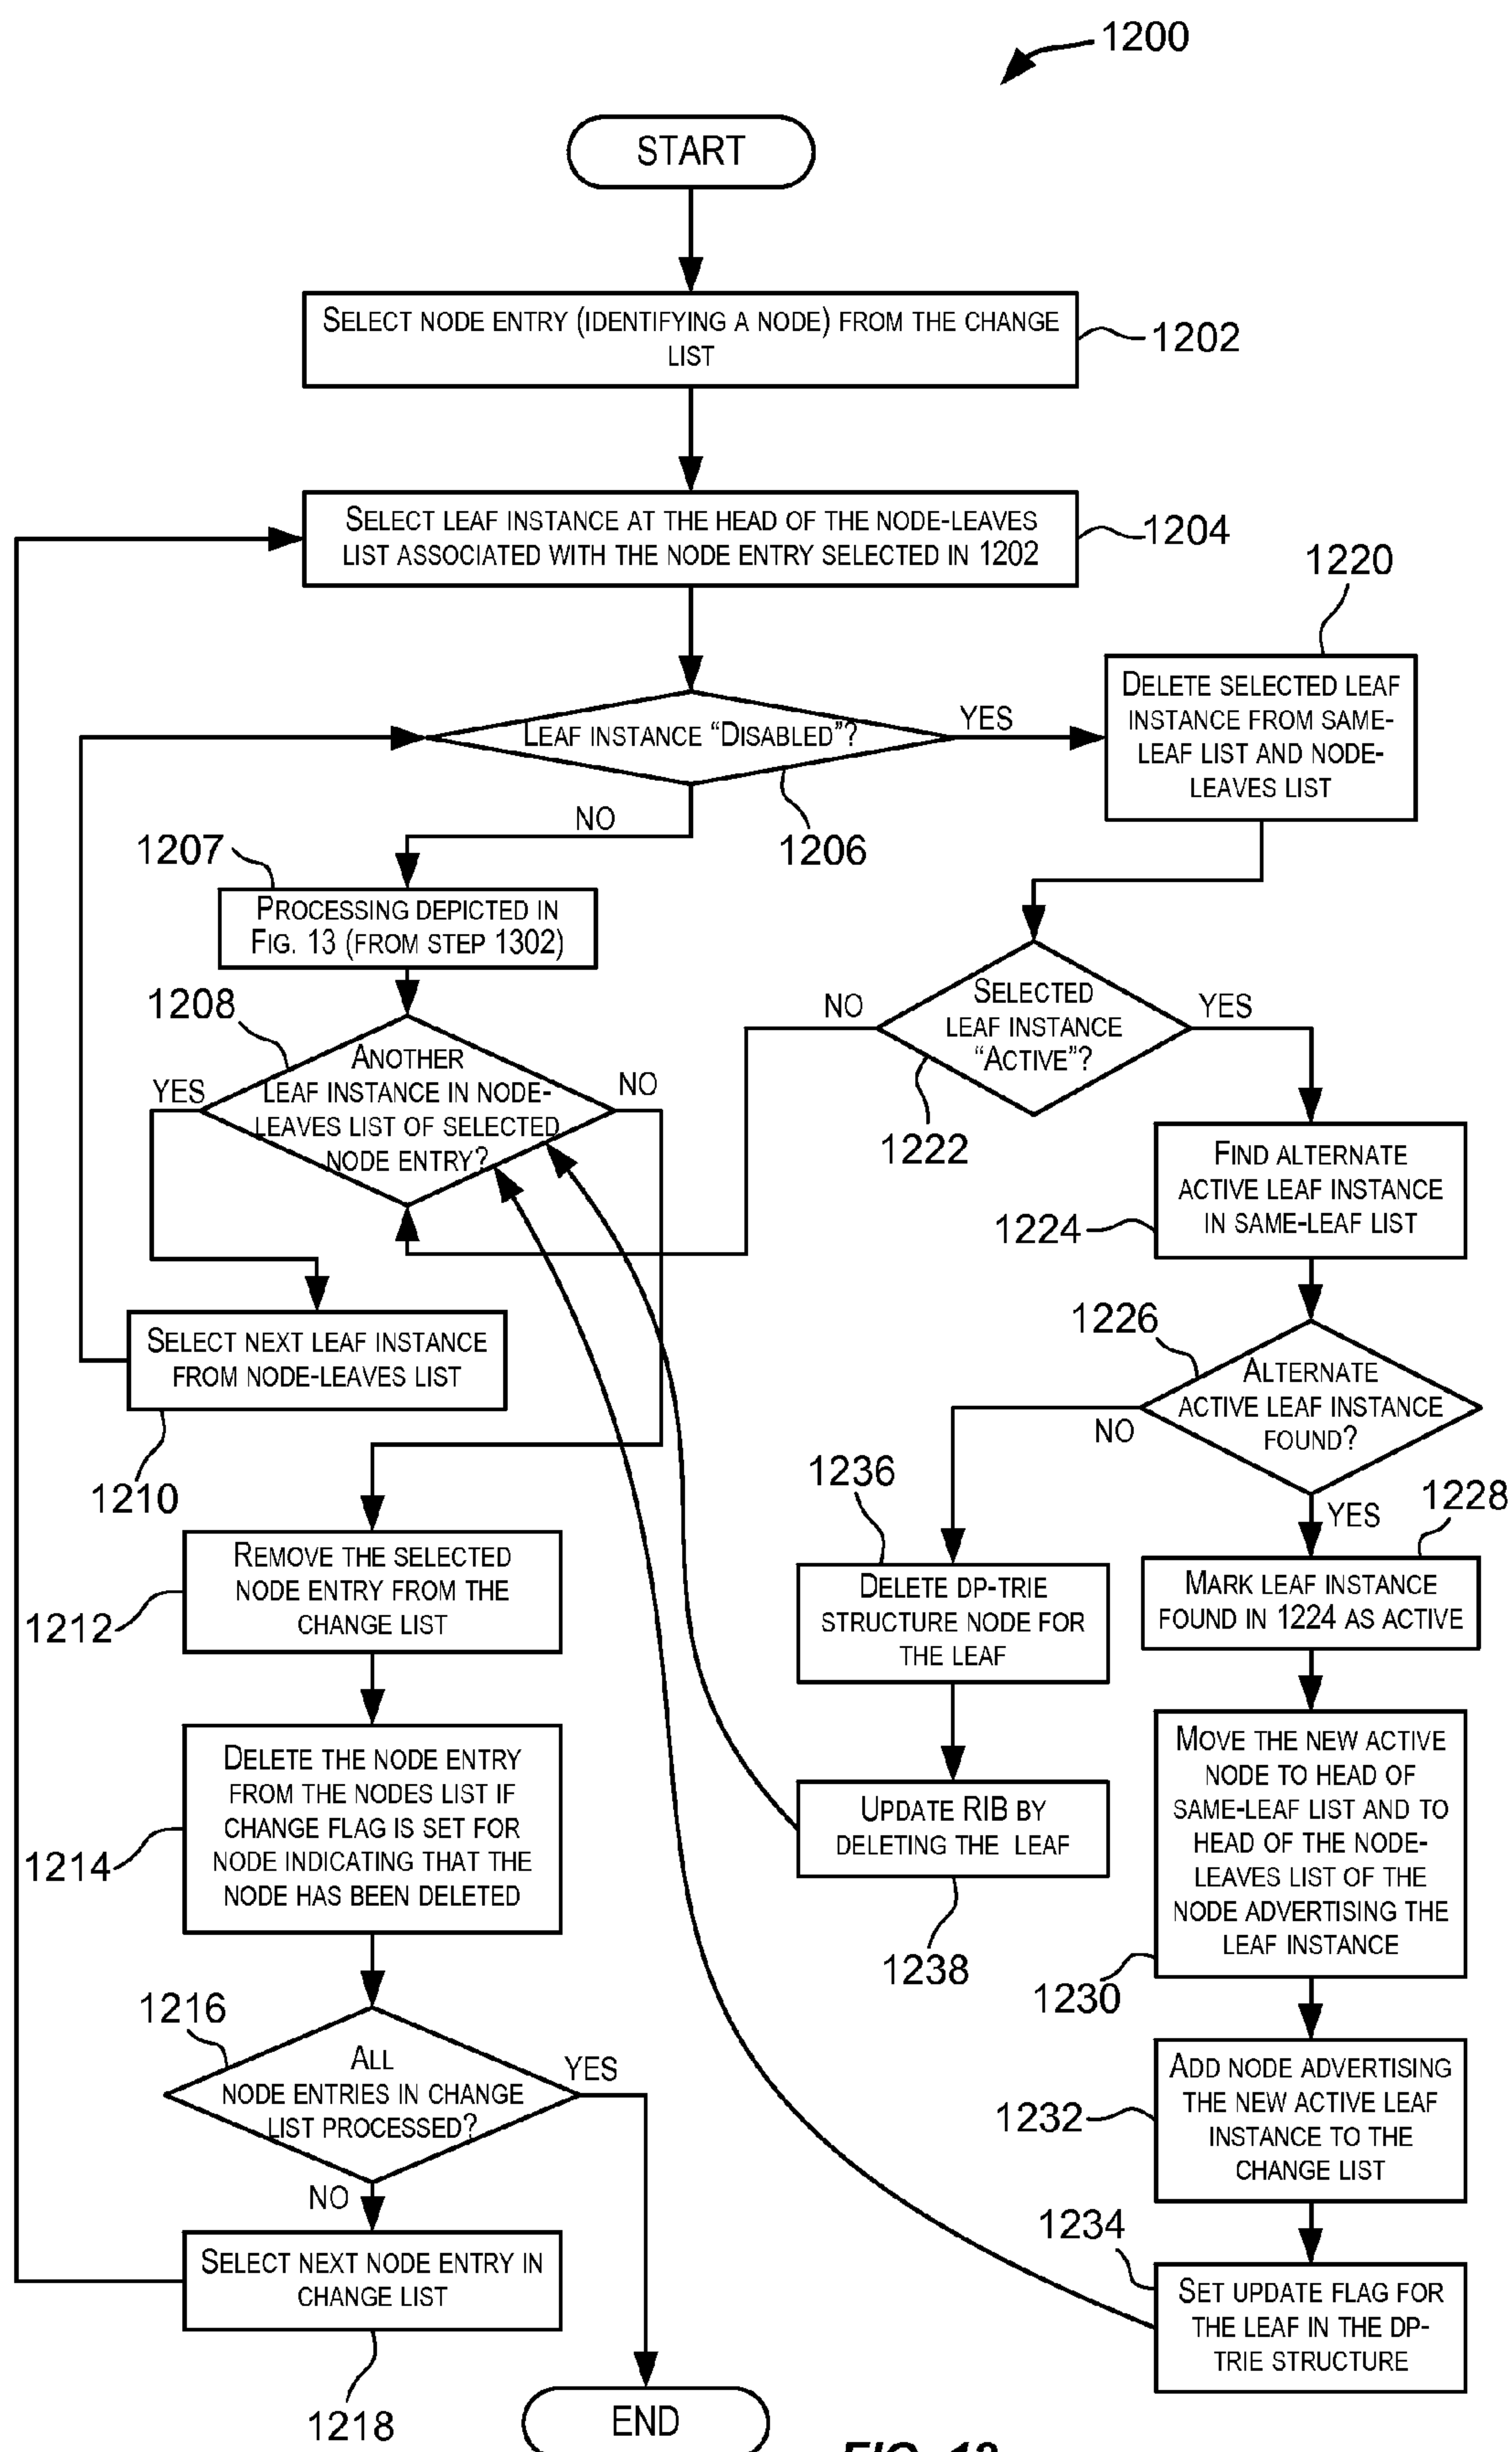 1200
START
SELECT NODE ENTRY (IDENTIFYING A NODE) FROM THE CHANGE
LIST
1202
SELECT LEAF INSTANCE AT THE HEAD OF THE NODE-LEAVES
LIST ASSOCIATED WITH THE NODE ENTRY SELECTED IN 1202
1204
1220
DELETE SELECTED LEAF
INSTANCE FROM SAME-
LEAF LIST AND NODE-
LEAVES LIST
LEAF INSTANCE "DISABLED"?
YES
NO
1206
1207
PROCESSING DEPICTED IN
FIG. 13 (FROM STEP 1302)
1208
ANOTHER
LEAF INSTANCE IN NODE-
LEAVES LIST OF SELECTED
NODE ENTRY?
YES
NO
SELECTED
LEAF INSTANCE
"ACTIVE"?
NO
YES
1222
FIND ALTERNATE
ACTIVE LEAF INSTANCE
IN SAME-LEAF LIST
1224
SELECT NEXT LEAF INSTANCE
FROM NODE-LEAVES LIST
1210
1226
ALTERNATE
ACTIVE LEAF INSTANCE
FOUND?
NO
YES
1228
MARK LEAF INSTANCE
FOUND IN 1224 AS ACTIVE
1236
DELETE DP-TRIE
STRUCTURE NODE FOR
THE LEAF
REMOVE THE SELECTED
NODE ENTRY FROM THE
CHANGE LIST
1212
MOVE THE NEW ACTIVE
NODE TO HEAD OF
SAME-LEAF LIST AND TO
HEAD OF THE NODE-
LEAVES LIST OF THE
NODE ADVERTISING THE
LEAF INSTANCE
1230
UPDATE RIB BY
DELETING THE LEAF
1238
DELETE THE NODE ENTRY
FROM THE NODES LIST IF
CHANGE FLAG IS SET FOR
NODE INDICATING THAT THE
NODE HAS BEEN DELETED
1214
1216
ALL
NODE ENTRIES IN CHANGE
LIST PROCESSED?
YES
NO
ADD NODE ADVERTISING
THE NEW ACTIVE LEAF
INSTANCE TO THE
CHANGE LIST
1232
1234
SET UPDATE FLAG FOR
THE LEAF IN THE DP-
TRIE STRUCTURE
SELECT NEXT NODE ENTRY IN
CHANGE LIST
1218
END